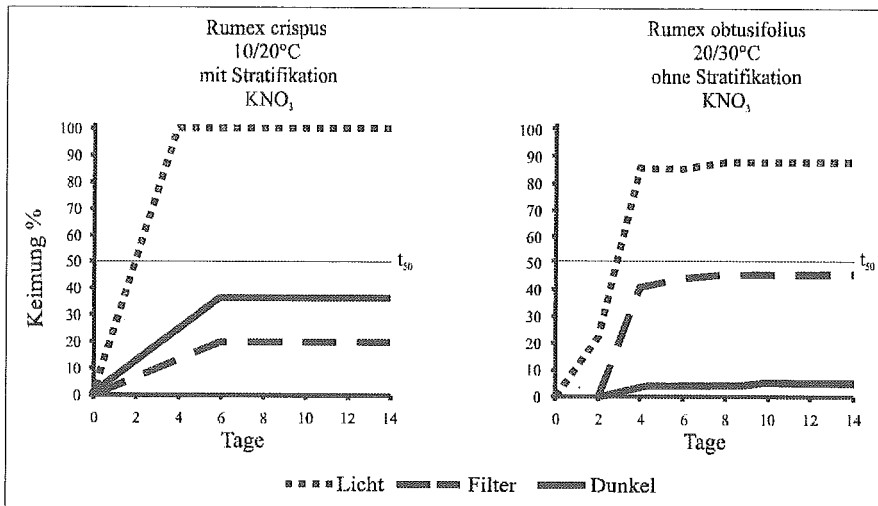 Rumex crispus
10/20°C
mit Stratifikation
KNO₃
Rumex obtusifolius
20/30°C
ohne Stratifikation
KNO₃
Keimung %
100
90
80
70
60
50
40
30
20
10
0
t₅₀
0 2 4 6 8 10 12 14
Tage
100
90
80
70
60
50
40
30
20
10
0
t₅₀
0 2 4 6 8 10 12 14
Tage
Licht Filter Dunkel